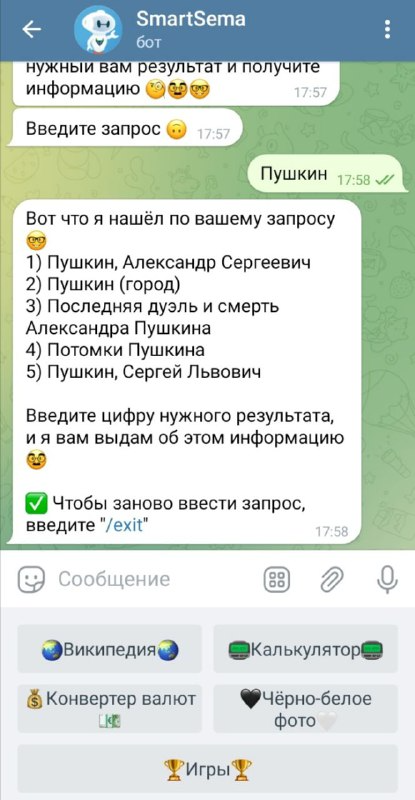 SmartSema
бот
нужный вам результат и получите
информацию 🧐🥸🤓
17:57
Введите запрос 🙃
17:57
Пушкин
17:58
Вот что я нашёл по вашему запросу
🤓
1) Пушкин, Александр Сергеевич
2) Пушкин (город)
3) Последняя дуэль и смерть
Александра Пушкина
4) Потомки Пушкина
5) Пушкин, Сергей Львович
Введите цифру нужного результата,
и я вам выдам об этом информацию
🥸
✅ Чтобы заново ввести запрос,
введите "/exit"
17:58
Сообщение
🌏Википедия🌏
📟Калькулятор📟
💰Конвертер валют
💵
🖤Чёрно-белое
фото🤍
🏆Игры🏆